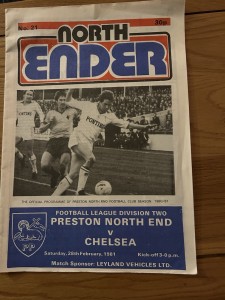 No. 21
30p
NORTH
ENDER
THE OFFICIAL PROGRAMME OF PRESTON NORTH END FOOTBALL CLUB SEASON 1980-81
FOOTBALL LEAGUE DIVISION TWO
PRESTON NORTH END
V
CHELSEA
Saturday, 28th February, 1981
Kick-off 3-0 p.m.
Match Sponsor: LEYLAND VEHICLES LTD.